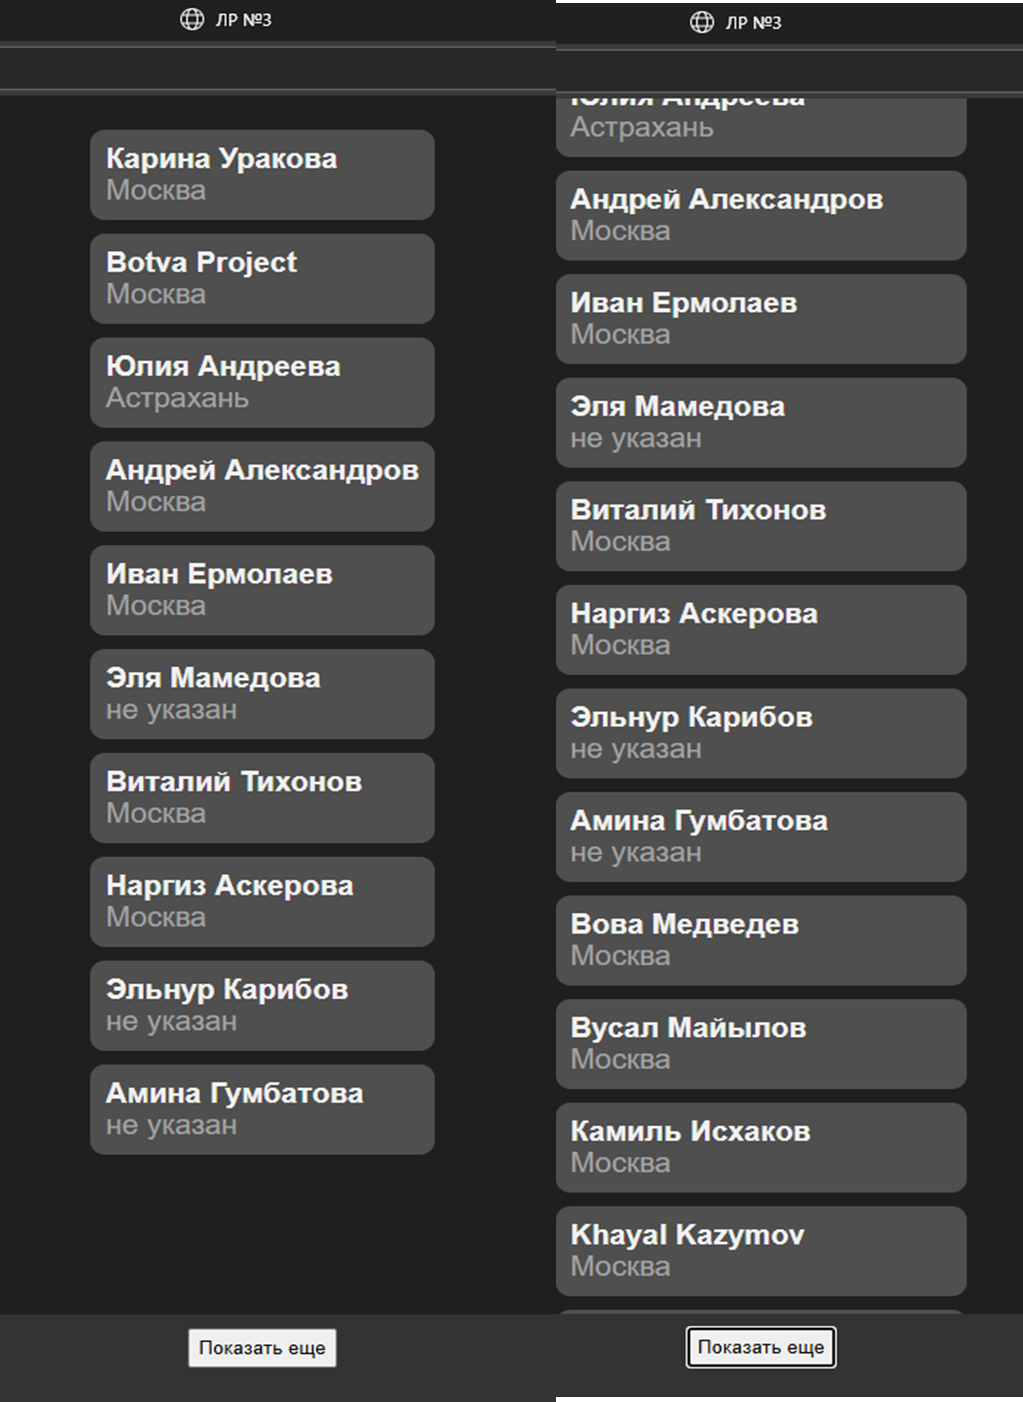 ЛР №3
Карина Уракова
Москва
Botva Project
Москва
Юлия Андреева
Астрахань
Андрей Александров
Москва
Иван Ермолаев
Москва
Эля Мамедова
не указан
Виталий Тихонов
Москва
Наргиз Аскерова
Москва
Эльнур Карибов
не указан
Амина Гумбатова
не указан
Показать еще
ЛР №3
Юлия Андреева
Астрахань
Андрей Александров
Москва
Иван Ермолаев
Москва
Эля Мамедова
не указан
Виталий Тихонов
Москва
Наргиз Аскерова
Москва
Эльнур Карибов
не указан
Амина Гумбатова
не указан
Вова Медведев
Москва
Вусал Майылов
Москва
Камиль Исхаков
Москва
Khayal Kazymov
Москва
Показать еще